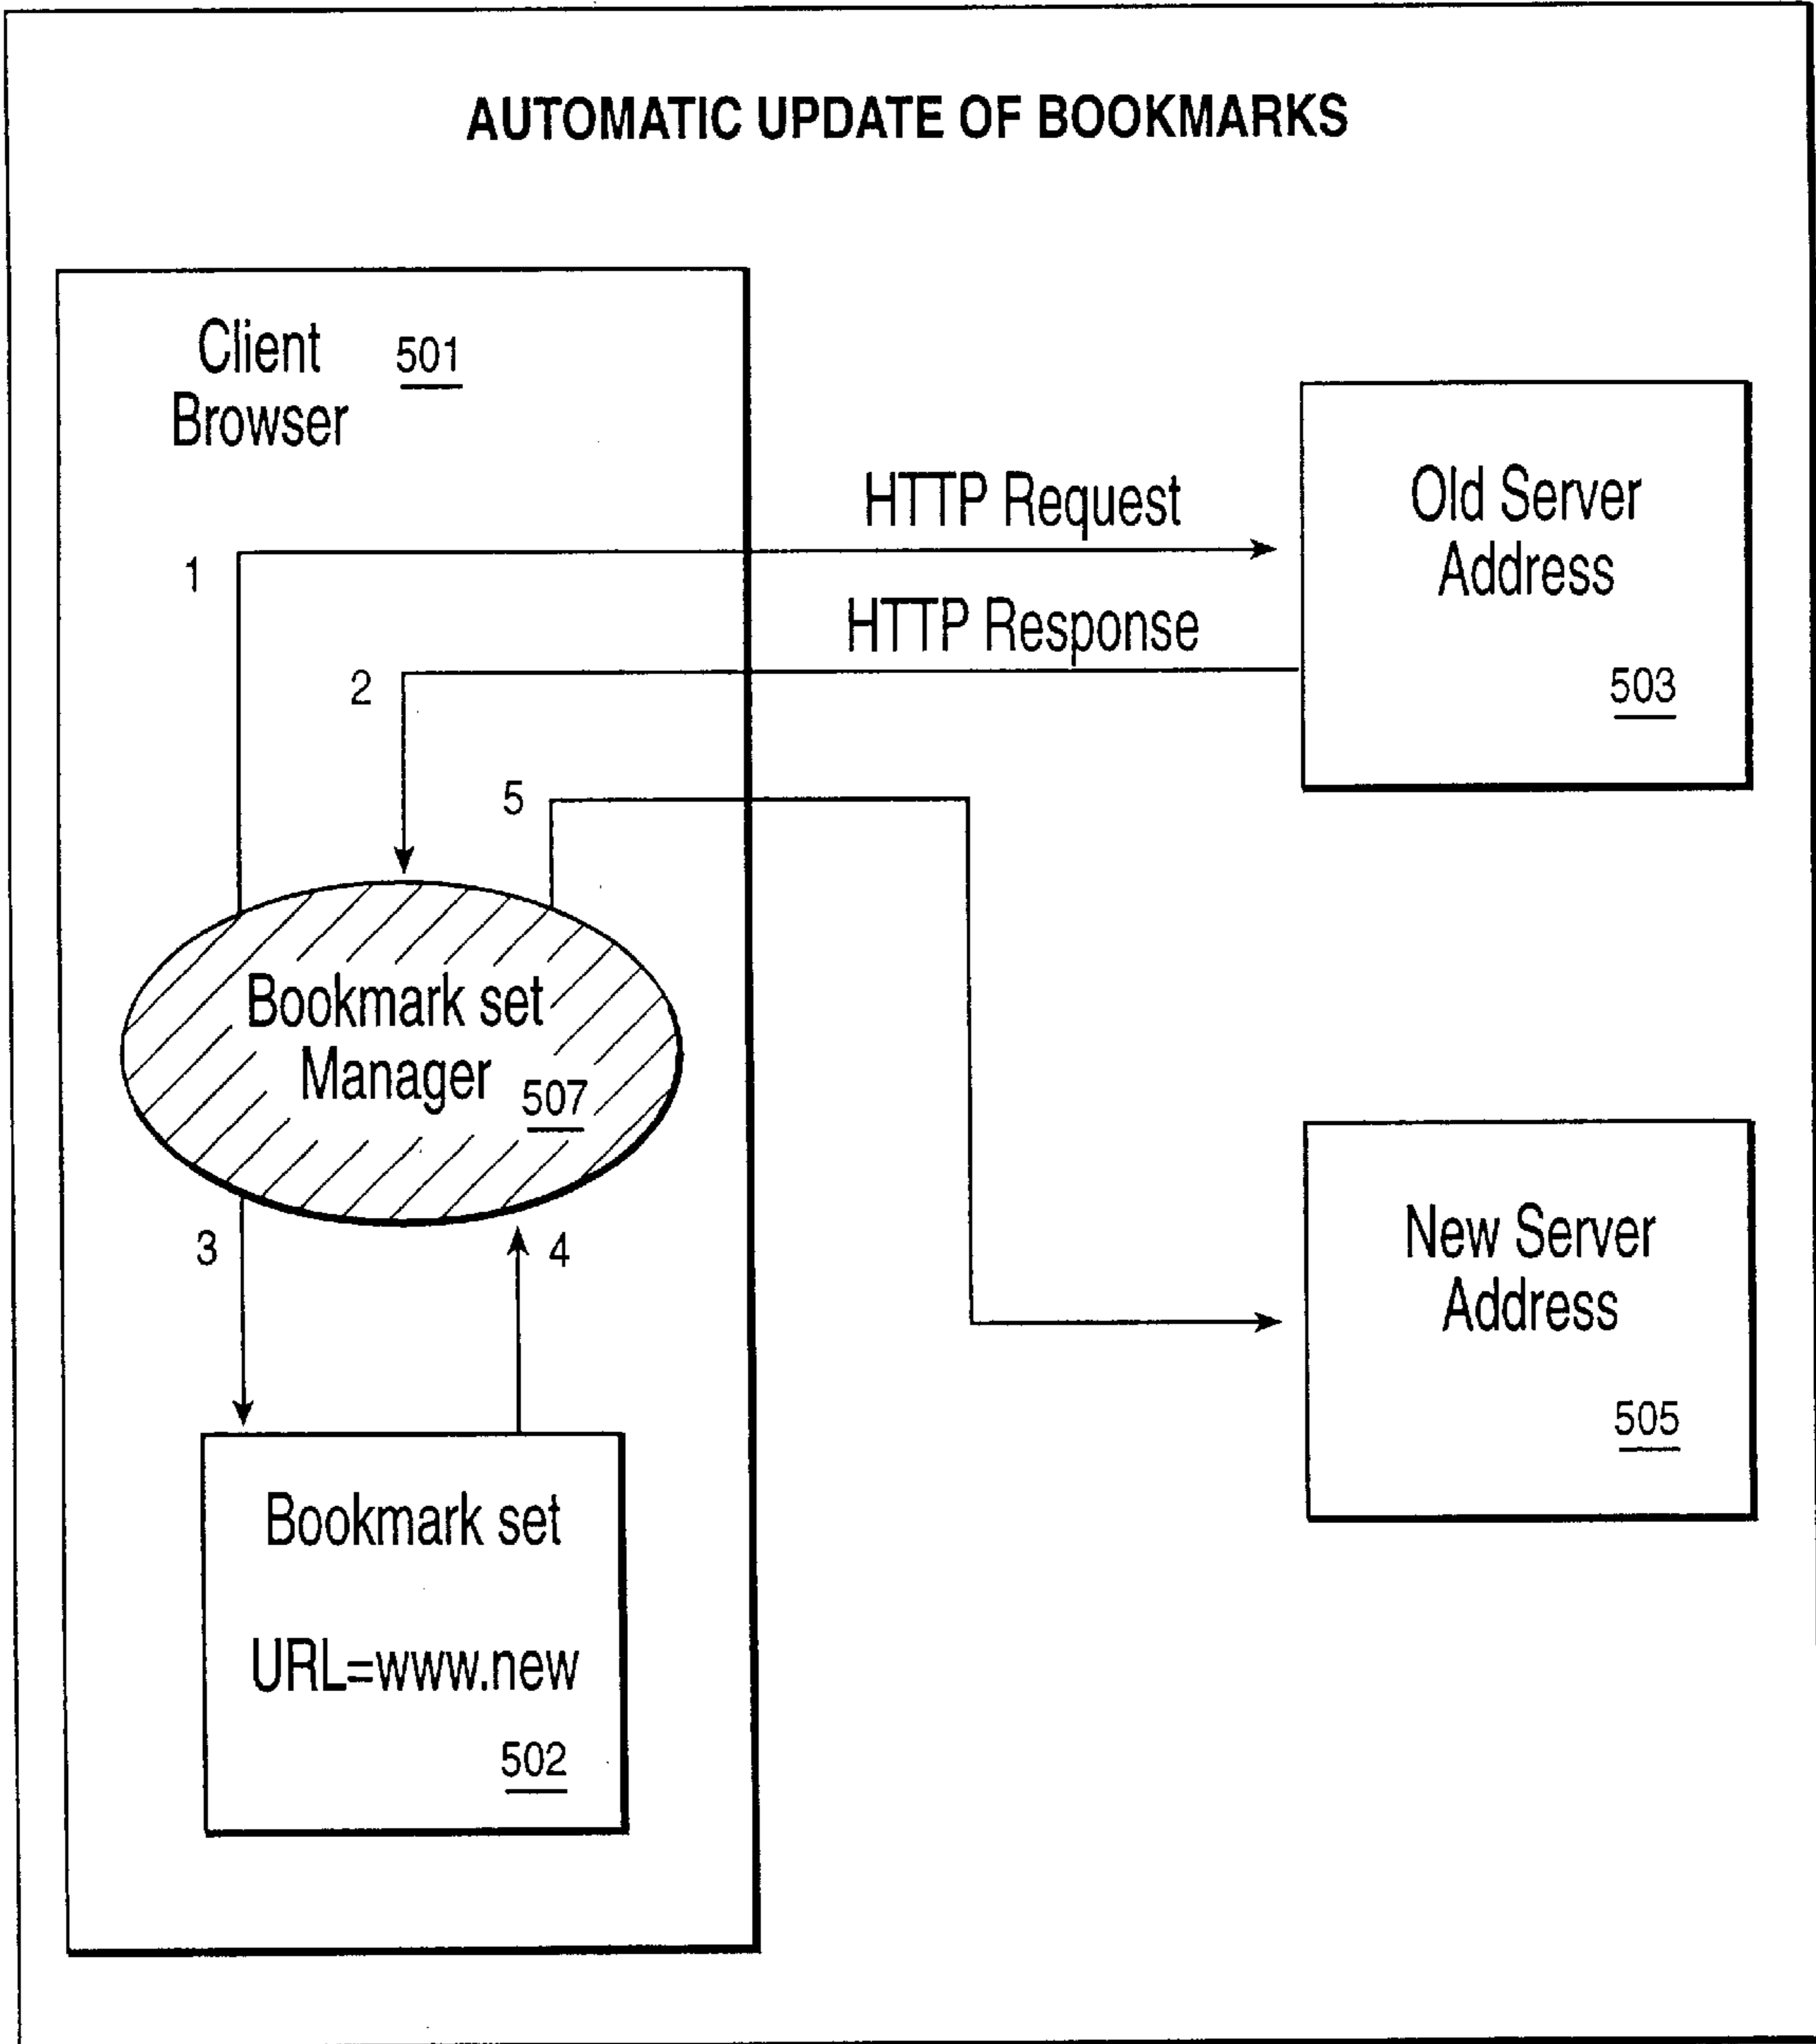 AUTOMATIC UPDATE OF BOOKMARKS
Client
Browser
501
HTTP Request
1
HTTP Response
2
Old Server
Address
503
5
Bookmark set
Manager
507
3
4
New Server
Address
505
Bookmark set
URL=www.new
502